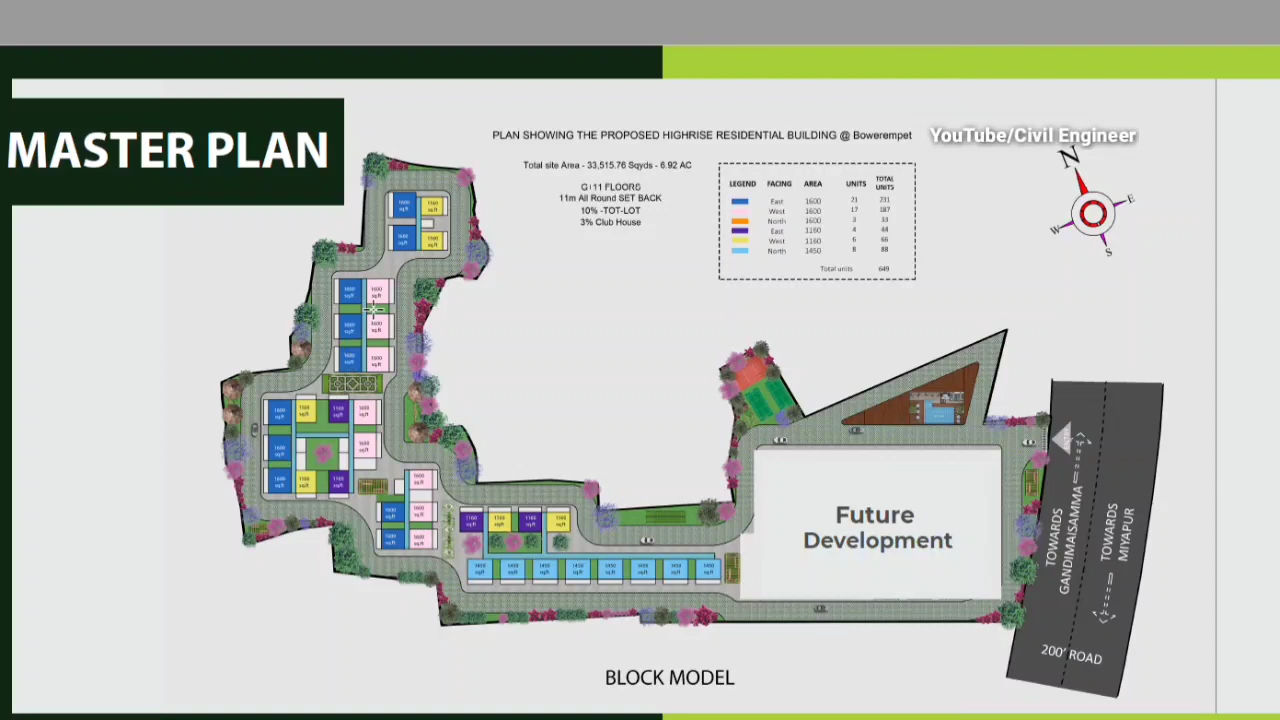 MASTER PLAN
PLAN SHOWING THE PROPOSED HIGHRISE RESIDENTIAL BUILDING @ Bowerempet
YouTube/Civil Engineer
Total site Area - 33,515.76 Sqyds - 6.92 AC
G+11 FLOORS
11m All Round SET BACK
10% -TOT-LOT
3% Club House
LEGEND FACING AREA UNITS TOTAL UNITS
East 1600 21 231
West 1600 17 187
North 1600 3 33
East 1160 4 44
West 1160 6 66
North 1450 8 88
Total units 649
N
E
W
S
Future
Development
TOWARDS
GANDIMAISAMMA
TOWARDS
MIYAPUR
200' ROAD
BLOCK MODEL